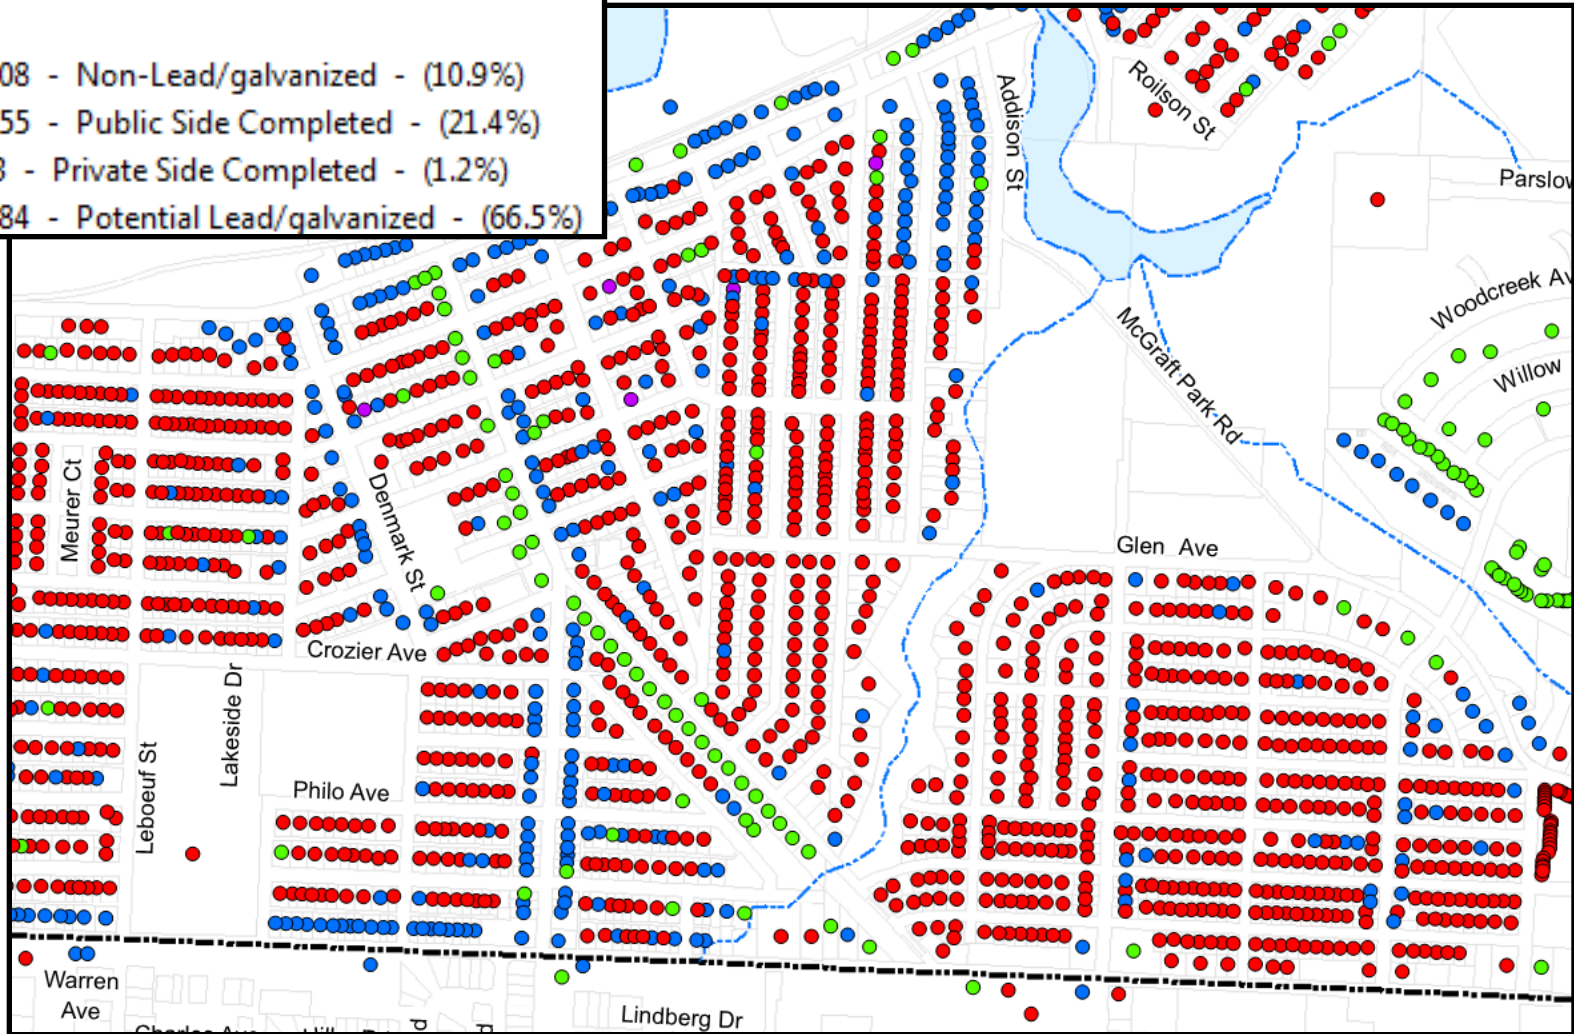 08 - Non-Lead/galvanized - (10.9%)
55 - Public Side Completed - (21.4%)
3 - Private Side Completed - (1.2%)
84 - Potential Lead/galvanized - (66.5%)
Addison St
Roilson St
Parslow
Woodcreek Av
Willow
McGraft Park Rd
Meurer Ct
Denmark St
Glen Ave
Crozier Ave
Lakeside Dr
Leboeuf St
Philo Ave
Warren
Ave
Lindberg Dr